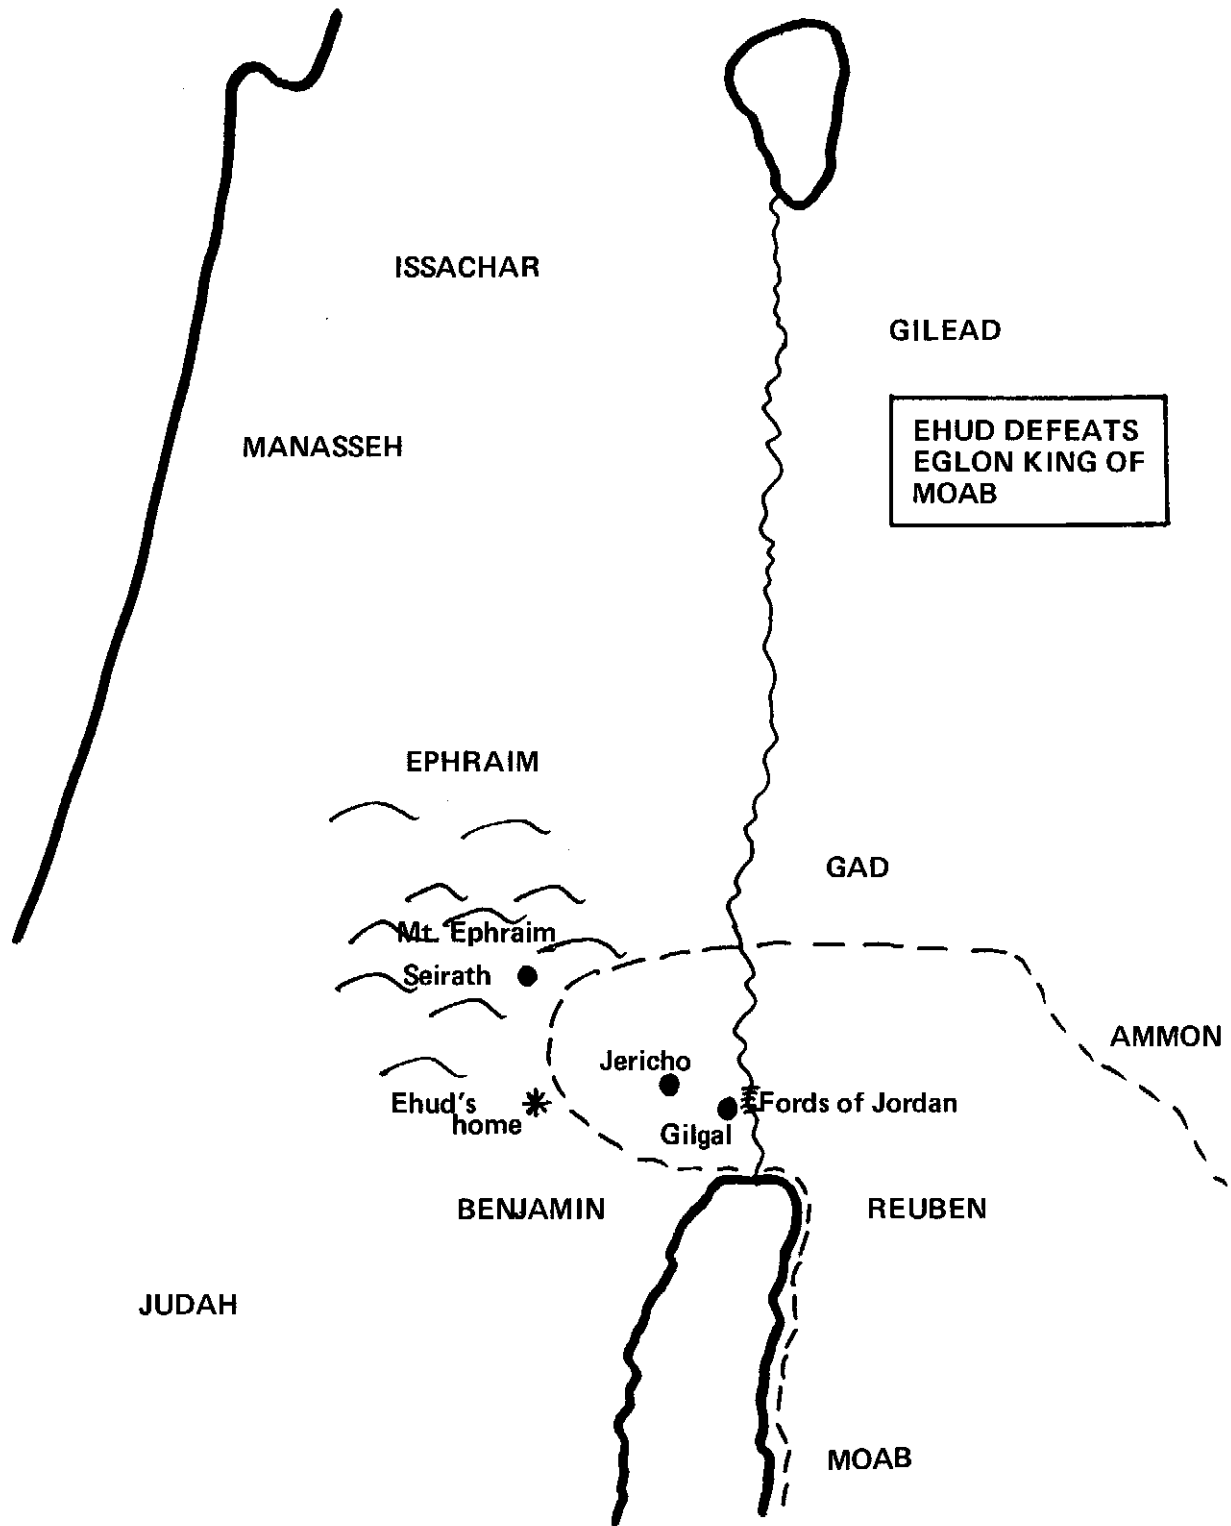 ISSACHAR
GILEAD
EHUD DEFEATS
EGLON KING OF
MOAB
MANASSEH
EPHRAIM
GAD
Mt. Ephraim
Seirath
AMMON
Jericho
Ehud's
home
Fords of Jordan
Gilgal
BENJAMIN
REUBEN
JUDAH
MOAB